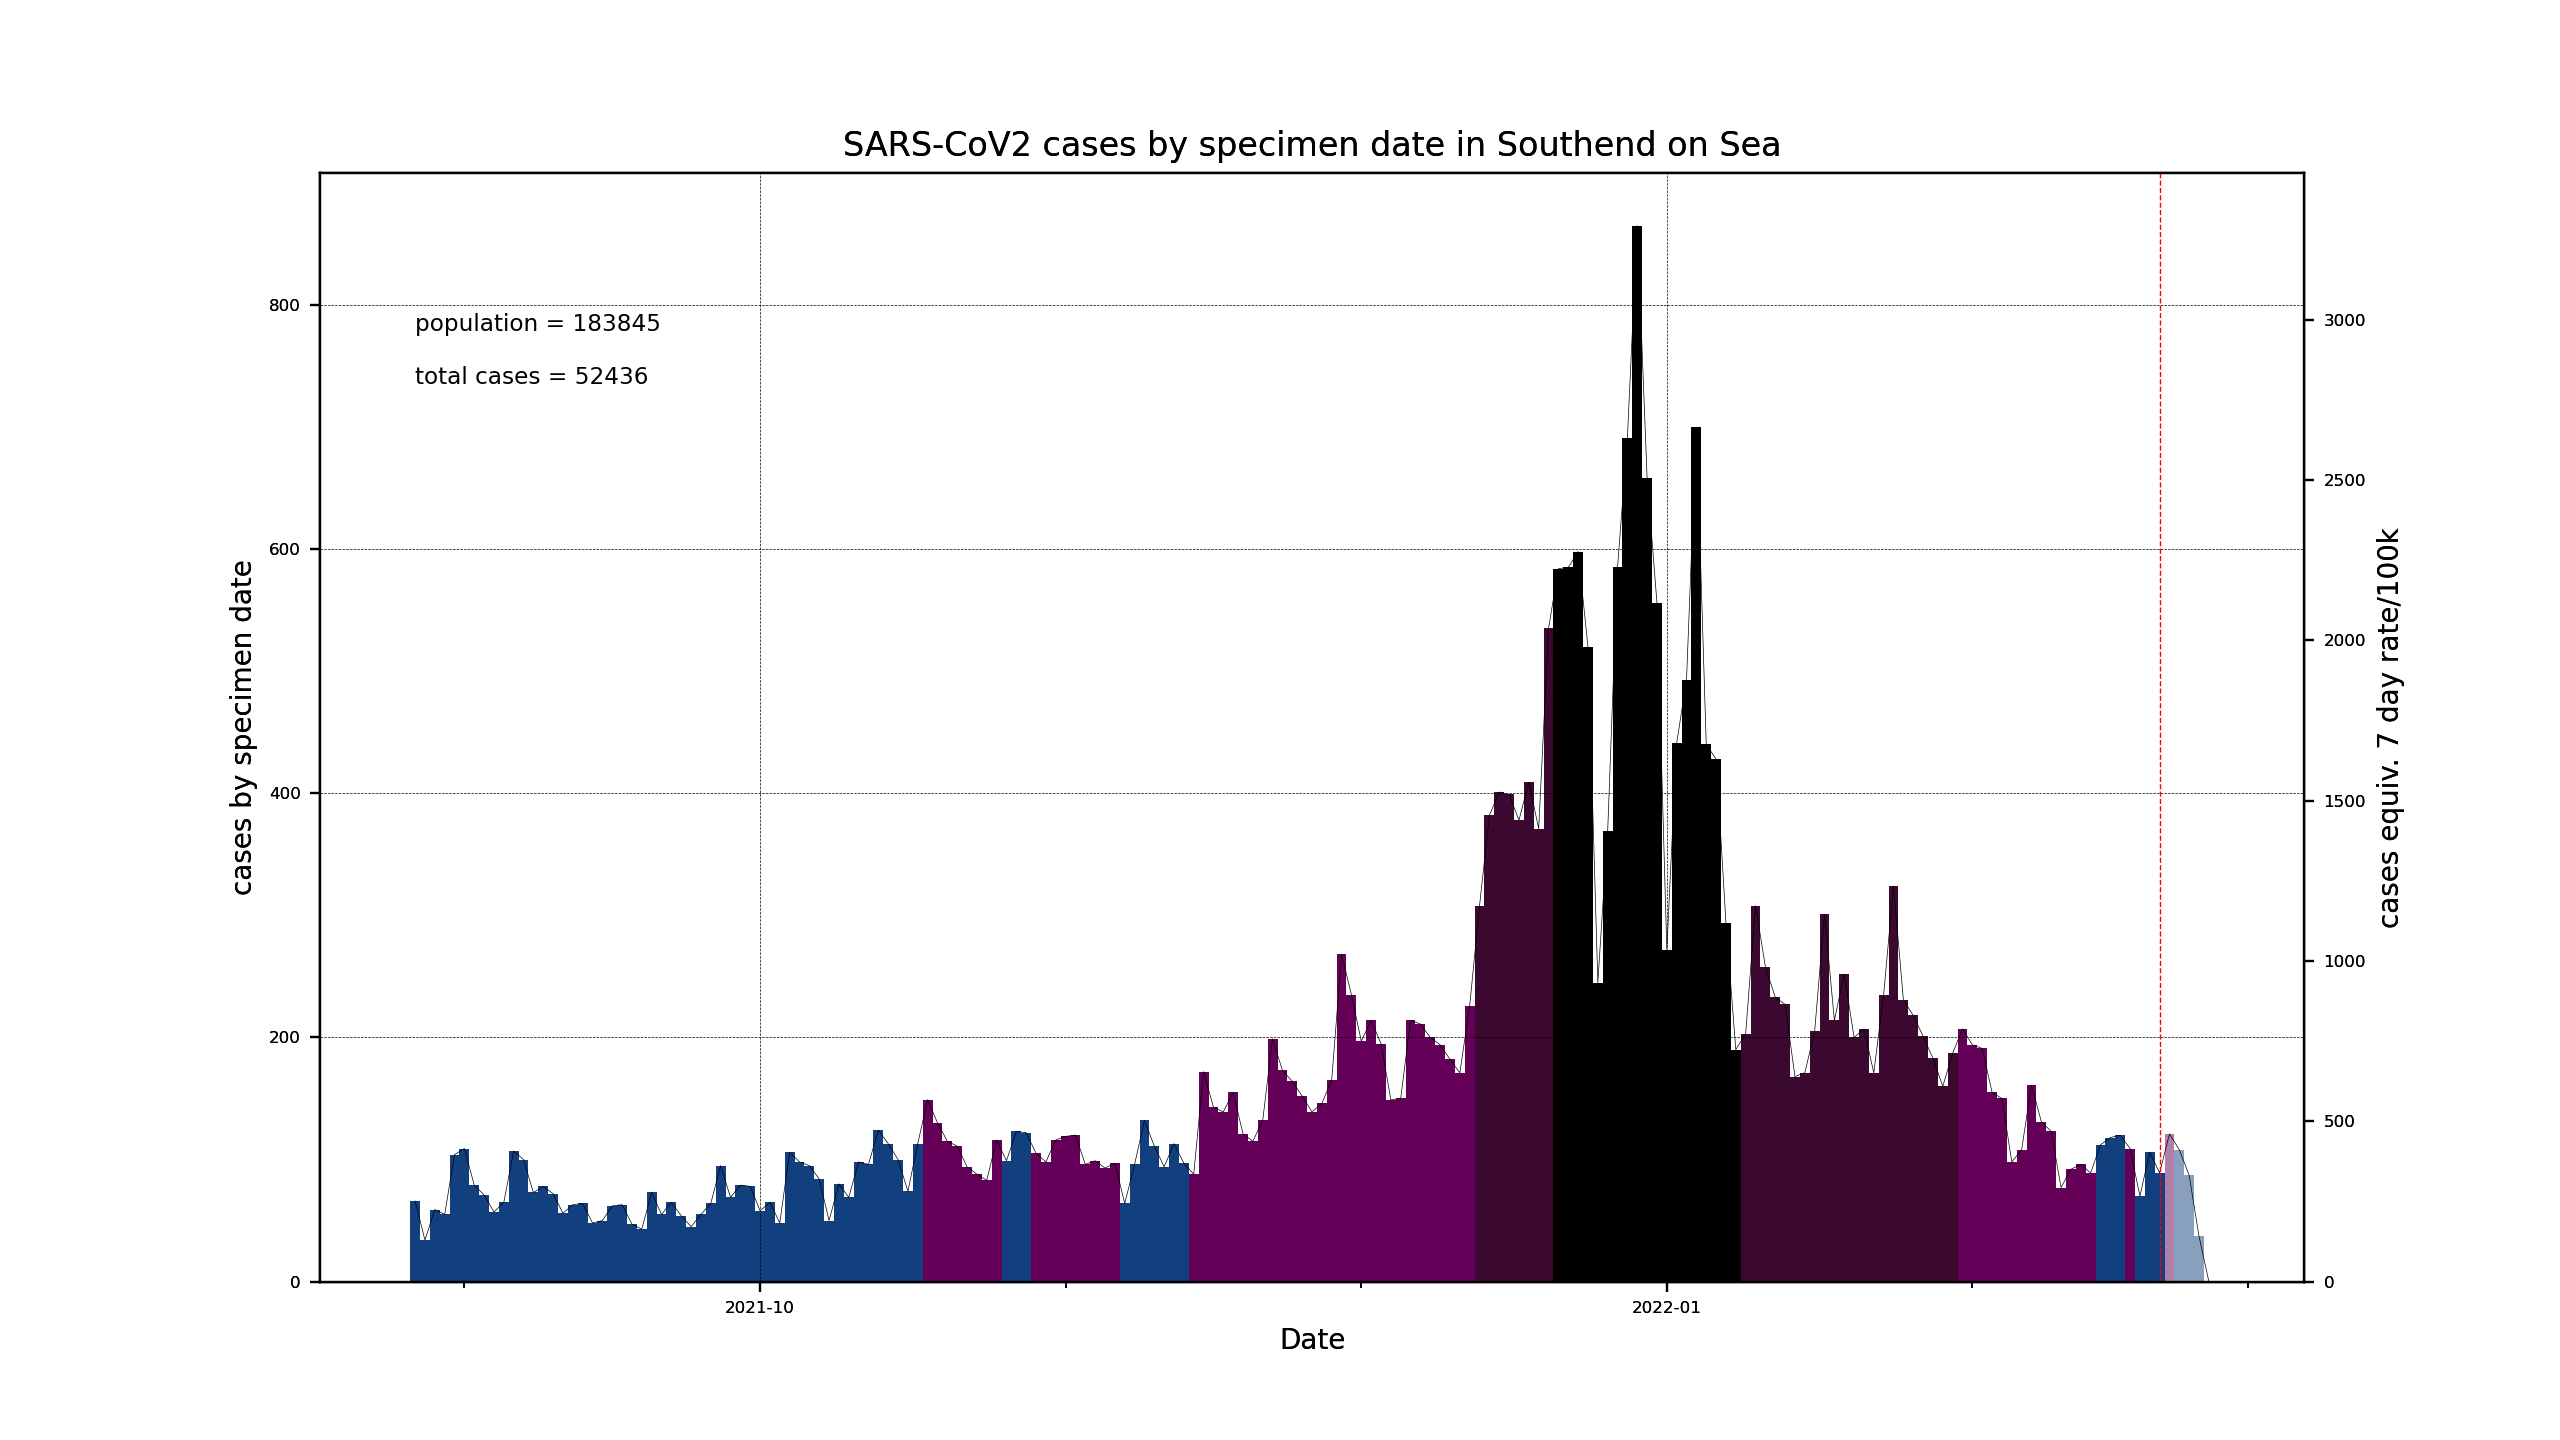 SARS-CoV2 cases by specimen date in Southend on Sea
population = 183845
total cases = 52436
cases by specimen date
800
600
400
200
0
3000
2500
2000
1500
1000
500
0
cases equiv. 7 day rate/100k
2021-10
2022-01
Date